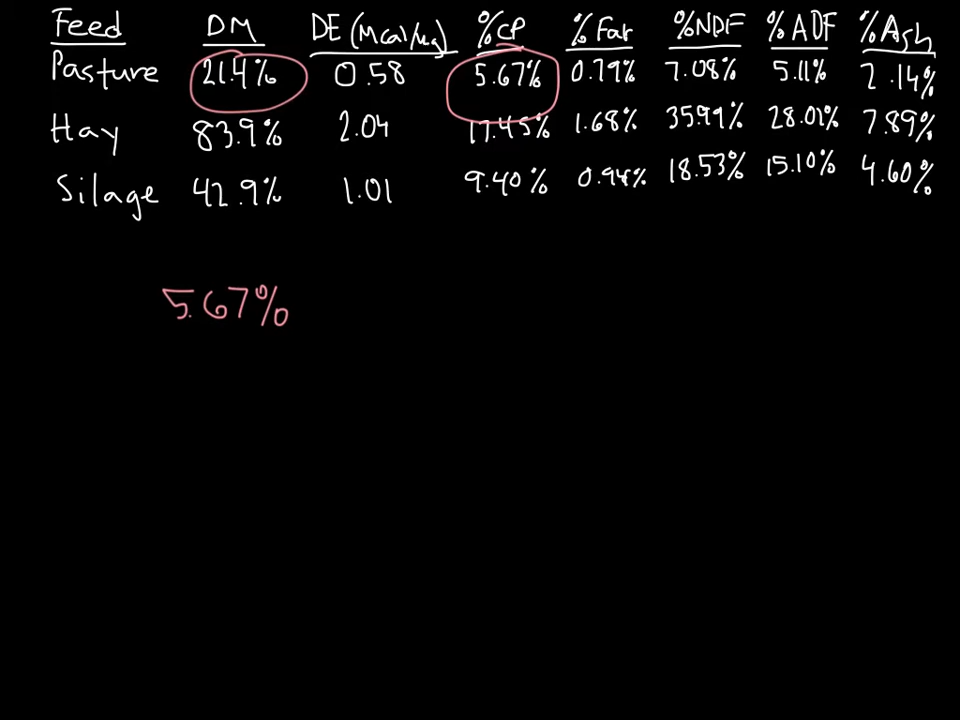 Feed DM DE (Mcal/kg) %CP %Fat %NDF %ADF %Ash
Pasture 21.4% 0.58 5.67% 0.79% 7.08% 5.11% 2.14%
Hay 83.9% 2.04 17.45% 1.68% 35.99% 28.01% 7.89%
Silage 42.9% 1.01 9.40% 0.94% 18.53% 15.10% 4.60%
5.67%